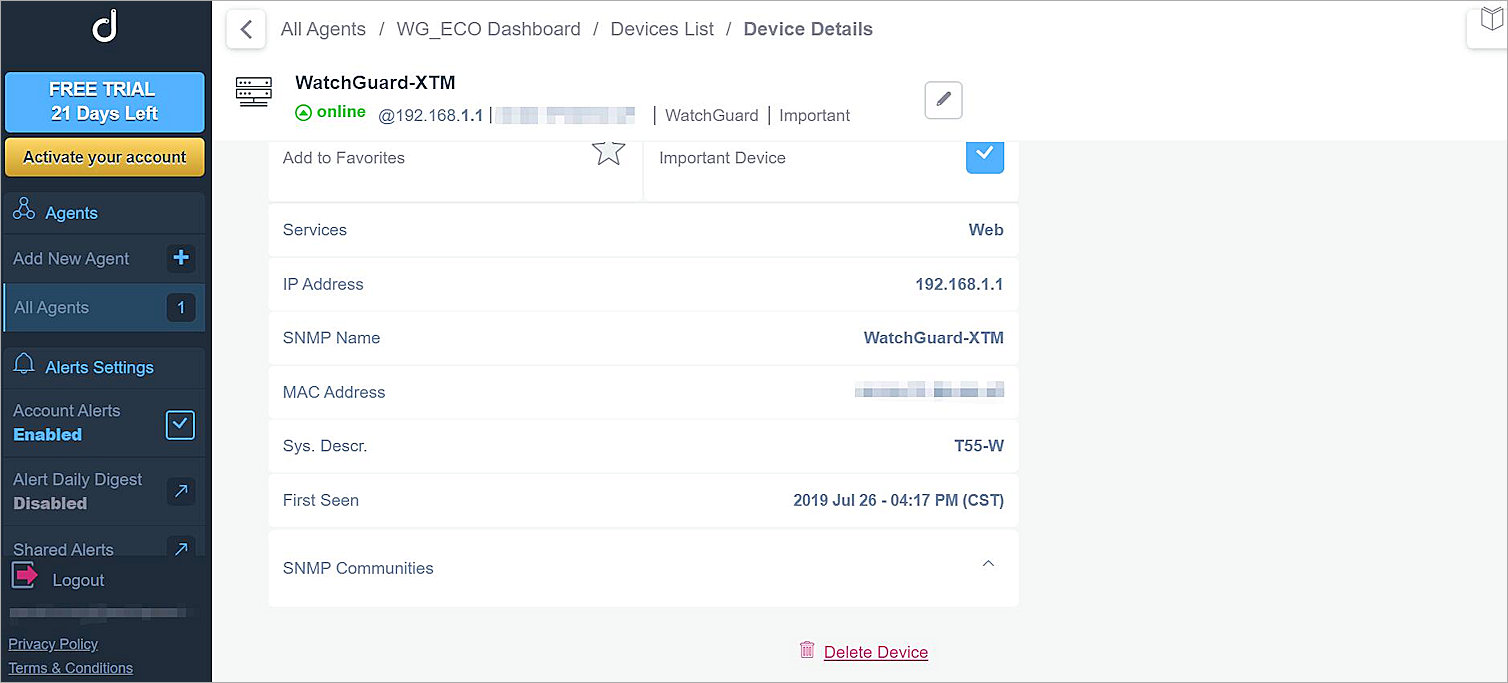 All Agents / WG_ECO Dashboard / Devices List / Device Details
WatchGuard-XTM
online @192.168.1.1 | | WatchGuard | Important
FREE TRIAL
21 Days Left
Activate your account
Agents
Add New Agent
All Agents 1
Alerts Settings
Account Alerts
Enabled
Alert Daily Digest
Disabled
Shared Alerts
Logout
Privacy Policy
Terms & Conditions
Add to Favorites
Important Device
Services Web
IP Address 192.168.1.1
SNMP Name WatchGuard-XTM
MAC Address
Sys. Descr. T55-W
First Seen 2019 Jul 26 - 04:17 PM (CST)
SNMP Communities
Delete Device